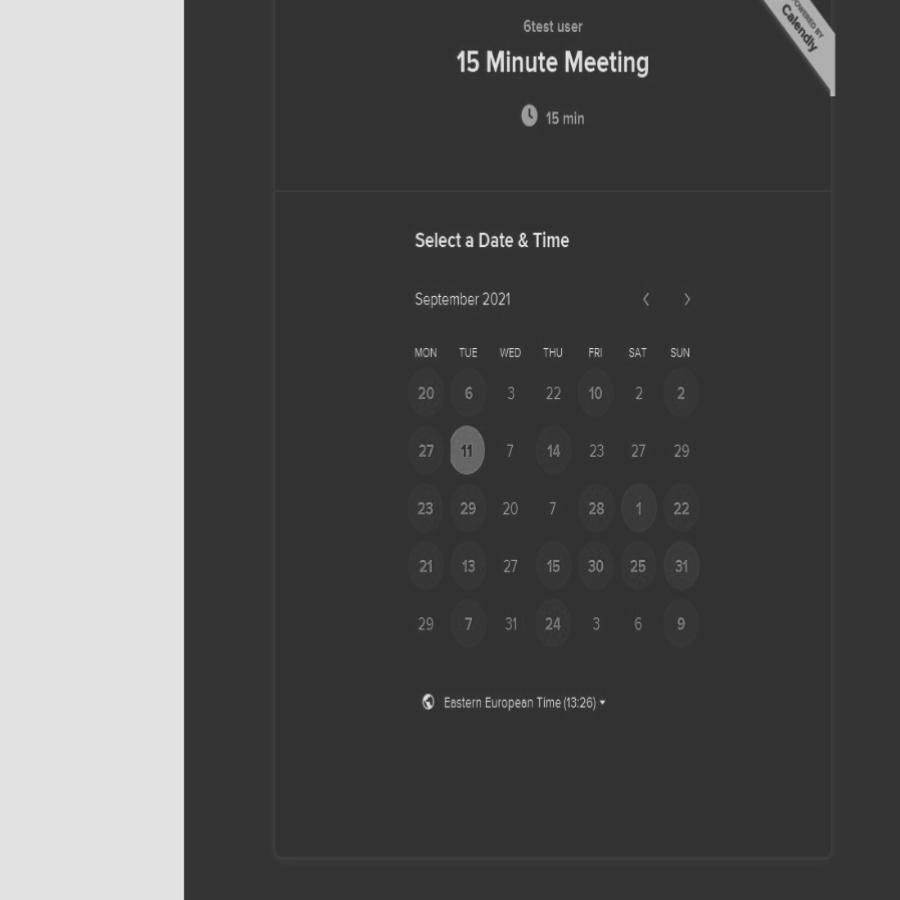 POWERED BY
Calendly
6test user
15 Minute Meeting
15 min
Select a Date & Time
September 2021
MON TUE WED THU FRI SAT SUN
20 6 3 22 10 2 2
27 11 7 14 23 27 29
23 29 20 7 28 1 22
21 13 27 15 30 25 31
29 7 31 24 3 6 9
Eastern European Time (13:26)